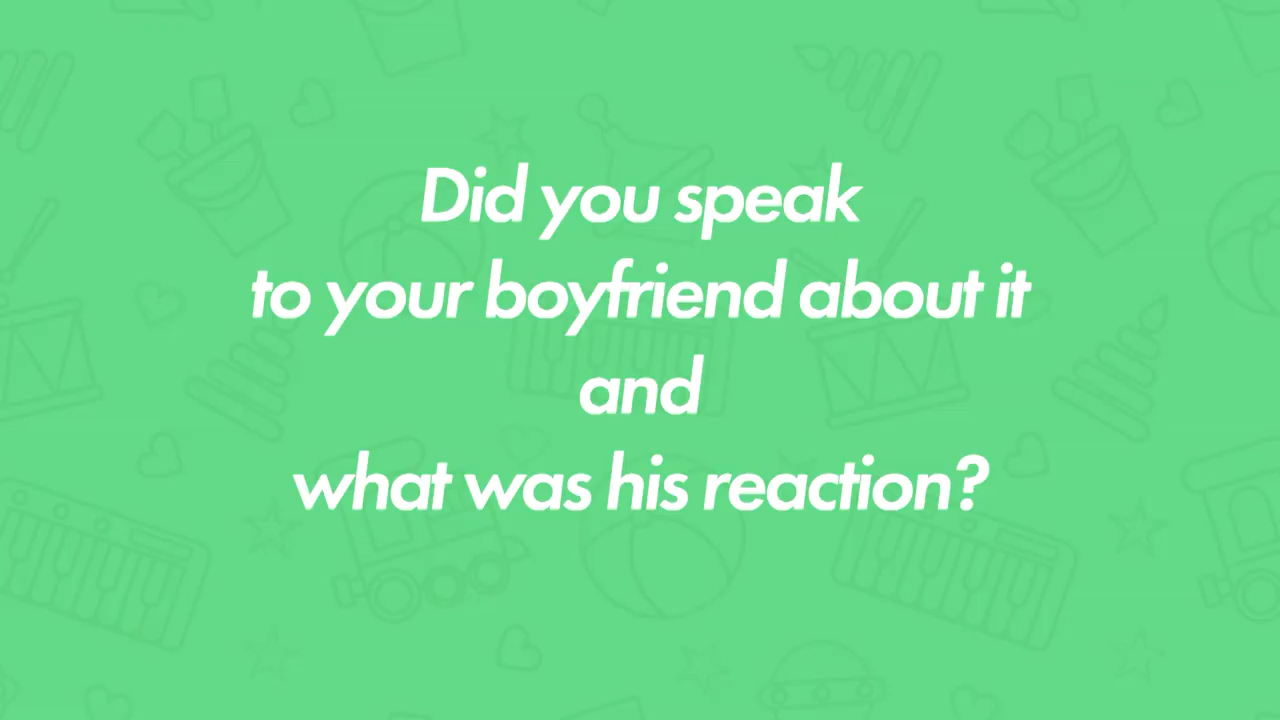 Did you speak
to your boyfriend about it
and
what was his reaction?